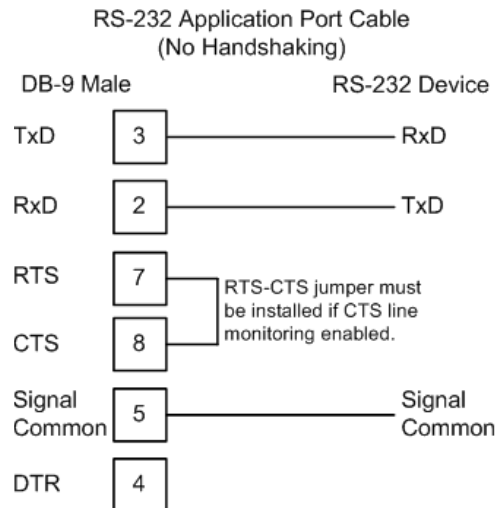 RS-232 Application Port Cable
(No Handshaking)
DB-9 Male
RS-232 Device
TxD
3
RxD
RxD
2
TxD
RTS
7
RTS-CTS jumper must
be installed if CTS line
monitoring enabled.
CTS
8
Signal
Common
5
Signal
Common
DTR
4